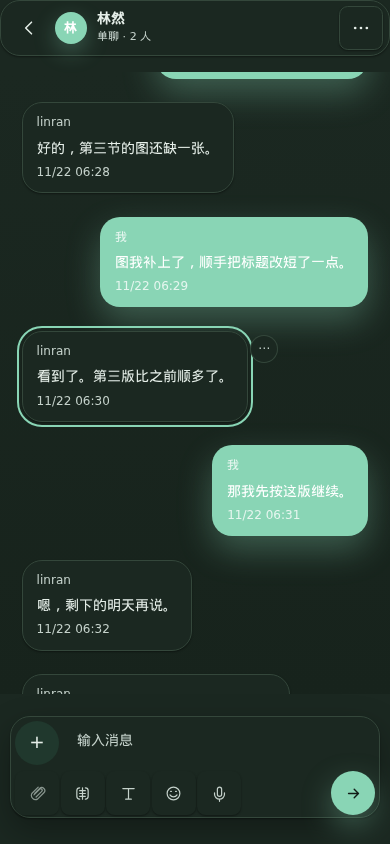 林
林然
单聊 · 2 人
linran
好的，第三节的图还缺一张。
11/22 06:28
我
图我补上了，顺手把标题改短了一点。
11/22 06:29
linran
看到了。第三版比之前顺多了。
11/22 06:30
我
那我先按这版继续。
11/22 06:31
linran
嗯，剩下的明天再说。
11/22 06:32
linran
输入消息